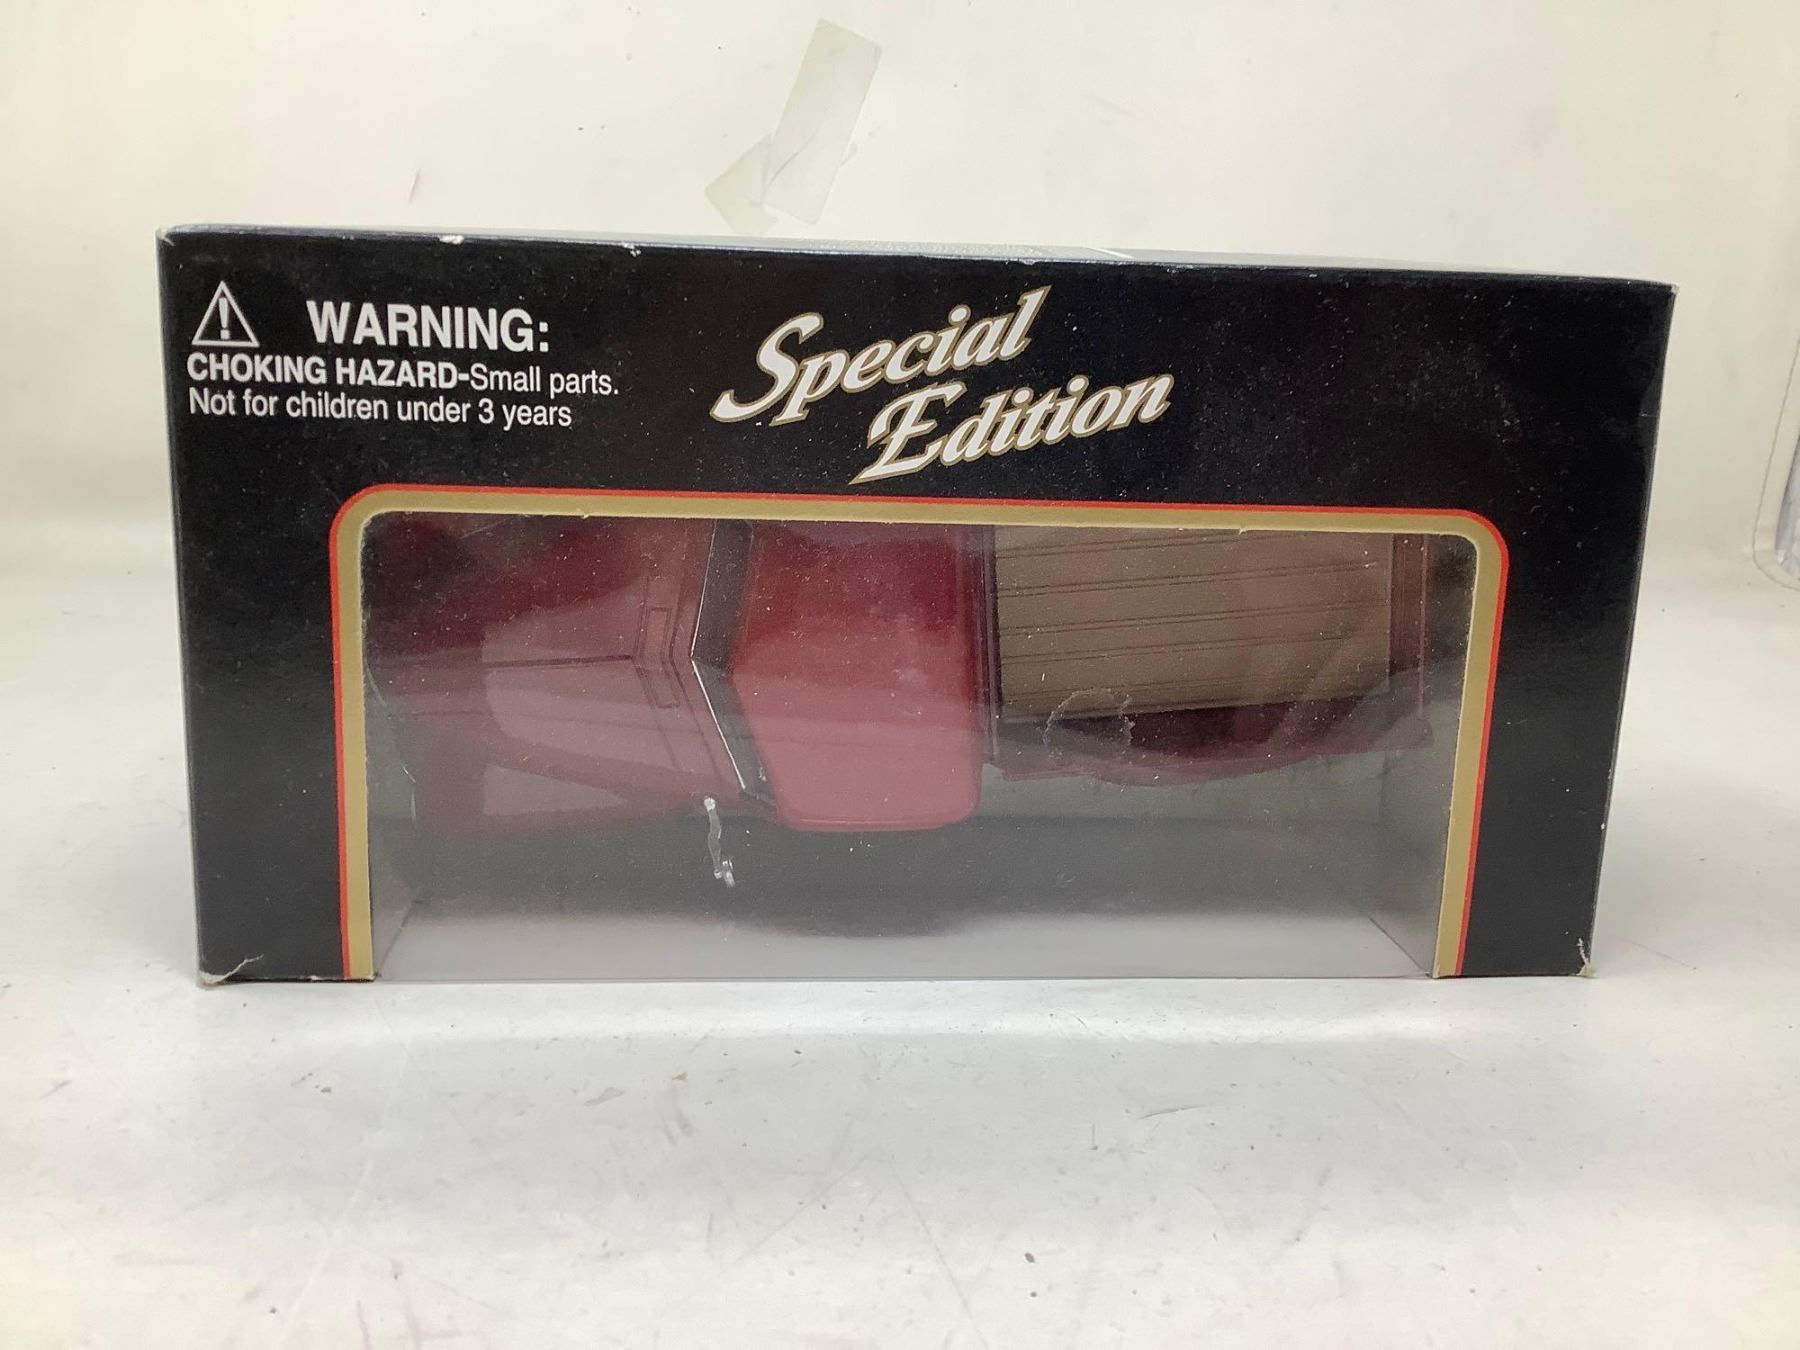 WARNING:
CHOKING HAZARD-Small parts.
Not for children under 3 years
Special
Edition